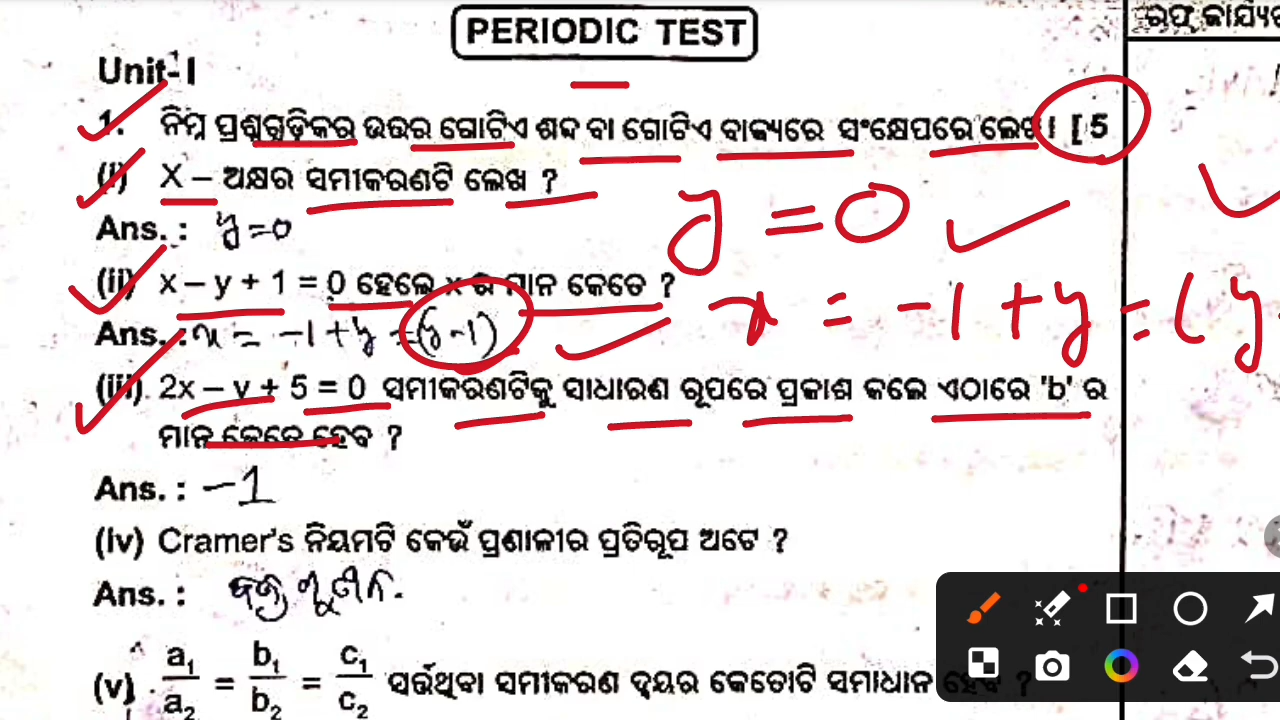 PERIODIC TEST
ରଫ୍ କାର୍ଯ୍ୟ
Unit-I
1. ନିମ୍ନ ପ୍ରଶ୍ନଗୁଡ଼ିକର ଉତ୍ତର ଗୋଟିଏ ଶବ୍ଦ ବା ଗୋଟିଏ ବାକ୍ୟରେ ସଂକ୍ଷେପରେ ଲେଖ। [ 5
(i) X – ଅକ୍ଷର ସମୀକରଣଟି ଲେଖ ?
y = 0
Ans. : y = 0
(ii) x – y + 1 = 0 ହେଲେ x ର ମାନ କେତେ ?
x = -1 + y = (y
Ans. : x = -1 + y = (y-1)
(iii) 2x – y + 5 = 0 ସମୀକରଣଟିକୁ ସାଧାରଣ ରୂପରେ ପ୍ରକାଶ କଲେ ଏଠାରେ 'b' ର
ମାନ କେତେ ହେବ ?
Ans. : -1
(iv) Cramer's ନିୟମଟି କେଉଁ ପ୍ରଣାଳୀର ପ୍ରତିରୂପ ଅଟେ ?
Ans. : ବଜ୍ର ଗୁଣନ.
(v) a₁/a₂ = b₁/b₂ = c₁/c₂ ସର୍ତ୍ତଥିବା ସମୀକରଣ ଦ୍ୱୟର କେତୋଟି ସମାଧାନ ହେବ ?